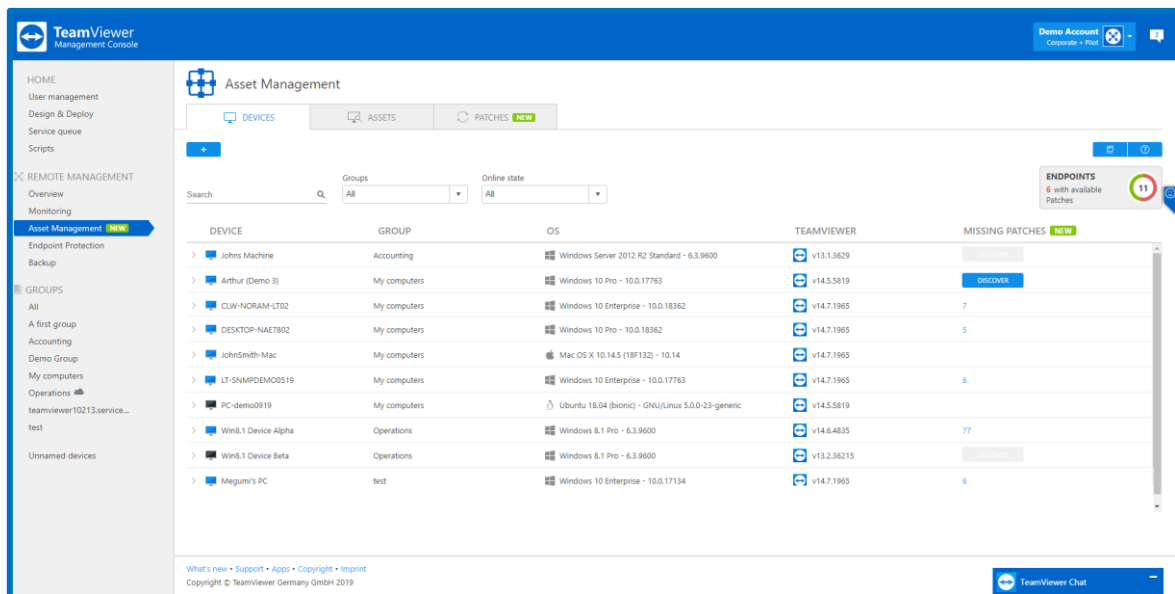 TeamViewer
Management Console
Demo Account
Corporate + Pilot
3
HOME
User management
Design & Deploy
Service queue
Scripts
REMOTE MANAGEMENT
Overview
Monitoring
Asset Management NEW
Endpoint Protection
Backup
GROUPS
All
A first group
Accounting
Demo Group
My computers
Operations
teamviewer10213.service...
test
Unnamed devices
Asset Management
DEVICES ASSETS PATCHES NEW
+
?
Groups Online state
Search All All
ENDPOINTS
6 with available
Patches
11
DEVICE GROUP OS TEAMVIEWER MISSING PATCHES NEW
Johns Machine Accounting Windows Server 2012 R2 Standard - 6.3.9600 v13.1.3629 DISCOVER
Arthur (Demo 3) My computers Windows 10 Pro - 10.0.17763 v14.5.5819 DISCOVER
CLW-NORAM-LT02 My computers Windows 10 Enterprise - 10.0.18362 v14.7.1965 7
DESKTOP-NAE7802 My computers Windows 10 Pro - 10.0.18362 v14.7.1965 5
JohnSmith-Mac My computers Mac OS X 10.14.5 (18F132) - 10.14 v14.7.1965
LT-SNMPDEMO0519 My computers Windows 10 Enterprise - 10.0.17763 v14.7.1965 6
PC-demo0919 My computers Ubuntu 18.04 (bionic) - GNU/Linux 5.0.0-23-generic v14.5.5819
Win8.1 Device Alpha Operations Windows 8.1 Pro - 6.3.9600 v14.6.4835 77
Win8.1 Device Beta Operations Windows 8.1 Pro - 6.3.9600 v13.2.36215 DISCOVER
Megumi's PC test Windows 10 Enterprise - 10.0.17134 v14.7.1965 6
What's new • Support • Apps • Copyright • Imprint
Copyright © TeamViewer Germany GmbH 2019
TeamViewer Chat